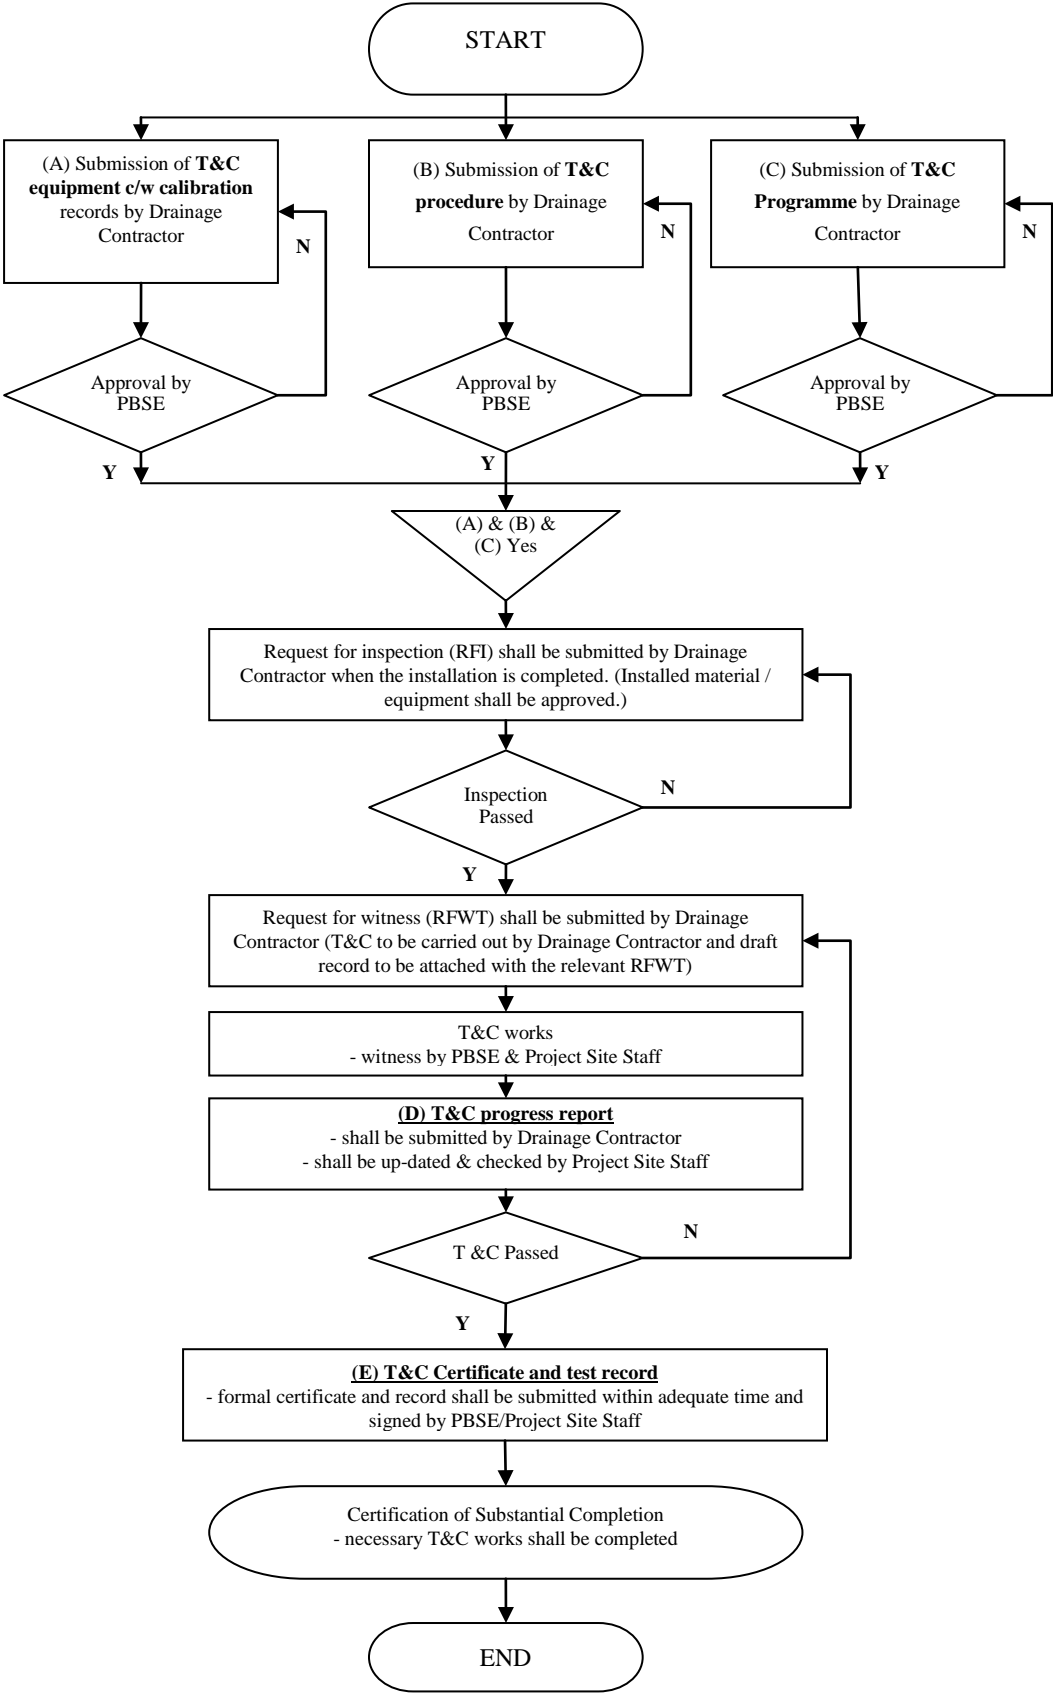 START
(A) Submission of T&C
equipment c/w calibration
records by Drainage
Contractor
N
(B) Submission of T&C
procedure by Drainage
Contractor
N
(C) Submission of T&C
Programme by Drainage
Contractor
N
Approval by
PBSE
Y
Approval by
PBSE
Y
Approval by
PBSE
Y
(A) & (B) &
(C) Yes
Request for inspection (RFI) shall be submitted by Drainage
Contractor when the installation is completed. (Installed material /
equipment shall be approved.)
Inspection
Passed
N
Y
Request for witness (RFWT) shall be submitted by Drainage
Contractor (T&C to be carried out by Drainage Contractor and draft
record to be attached with the relevant RFWT)
T&C works
- witness by PBSE & Project Site Staff
(D) T&C progress report
- shall be submitted by Drainage Contractor
- shall be up-dated & checked by Project Site Staff
T &C Passed
N
Y
(E) T&C Certificate and test record
- formal certificate and record shall be submitted within adequate time and
signed by PBSE/Project Site Staff
Certification of Substantial Completion
- necessary T&C works shall be completed
END